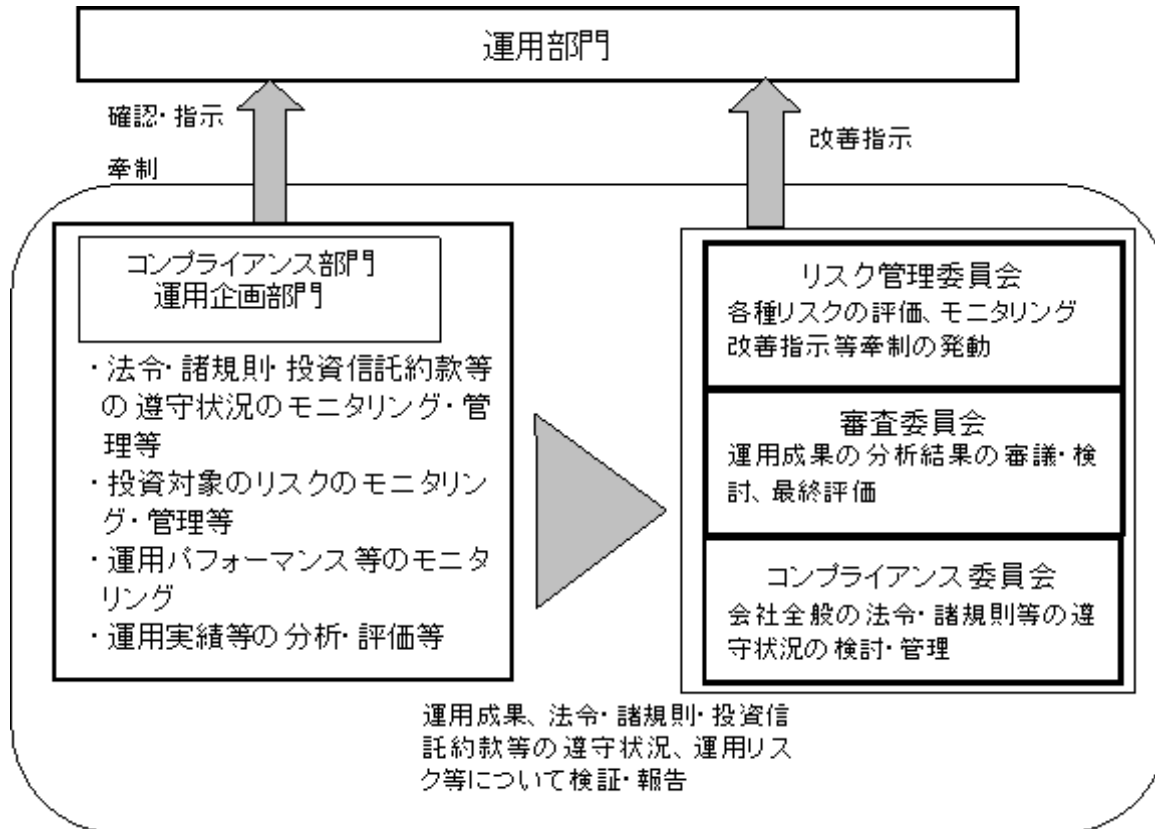 運用部門
確認・指示
牽制
改善指示
コンプライアンス部門
運用企画部門
・法令・諸規則・投資信託約款等
の遵守状況のモニタリング・管
理等
・投資対象のリスクのモニタリン
グ・管理等
・運用パフォーマンス等のモニタ
リング
・運用実績等の分析・評価等
リスク管理委員会
各種リスクの評価、モニタリング
改善指示等牽制の発動
審査委員会
運用成果の分析結果の審議・検
討、最終評価
コンプライアンス委員会
会社全般の法令・諸規則等の遵
守状況の検討・管理
運用成果、法令・諸規則・投資信
託約款等の遵守状況、運用リス
ク等について検証・報告